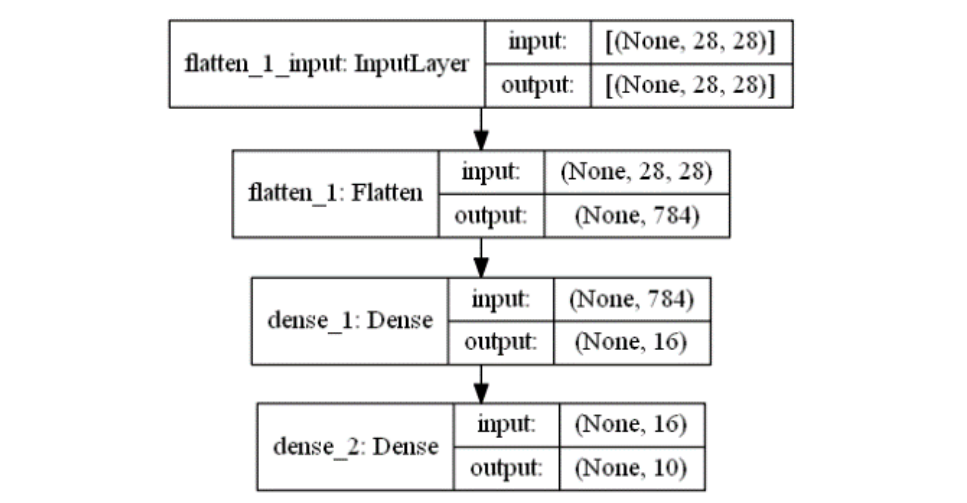 flatten_1_input: InputLayer
input: [(None, 28, 28)]
output: [(None, 28, 28)]
flatten_1: Flatten
input: (None, 28, 28)
output: (None, 784)
dense_1: Dense
input: (None, 784)
output: (None, 16)
dense_2: Dense
input: (None, 16)
output: (None, 10)